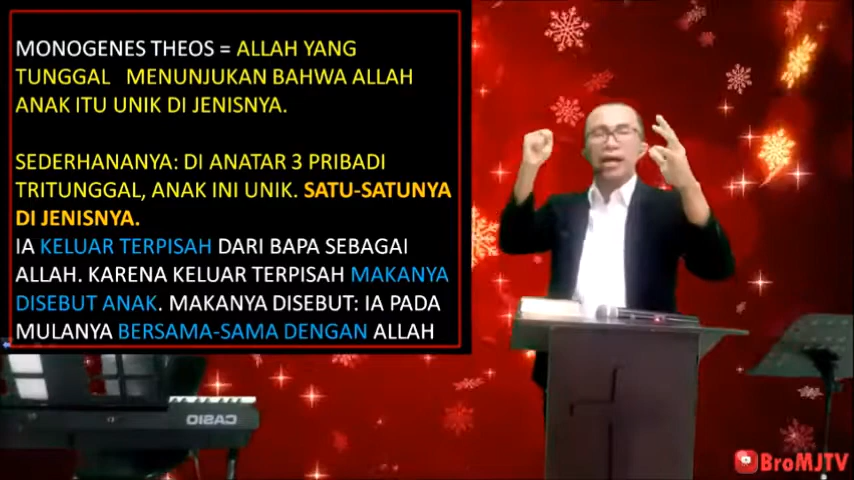 MONOGENES THEOS = ALLAH YANG
TUNGGAL MENUNJUKAN BAHWA ALLAH
ANAK ITU UNIK DI JENISNYA.
SEDERHANANYA: DI ANATAR 3 PRIBADI
TRITUNGGAL, ANAK INI UNIK. SATU-SATUNYA
DI JENISNYA.
IA KELUAR TERPISAH DARI BAPA SEBAGAI
ALLAH. KARENA KELUAR TERPISAH MAKANYA
DISEBUT ANAK. MAKANYA DISEBUT: IA PADA
MULANYA BERSAMA-SAMA DENGAN ALLAH
CASIO
BroMJTV